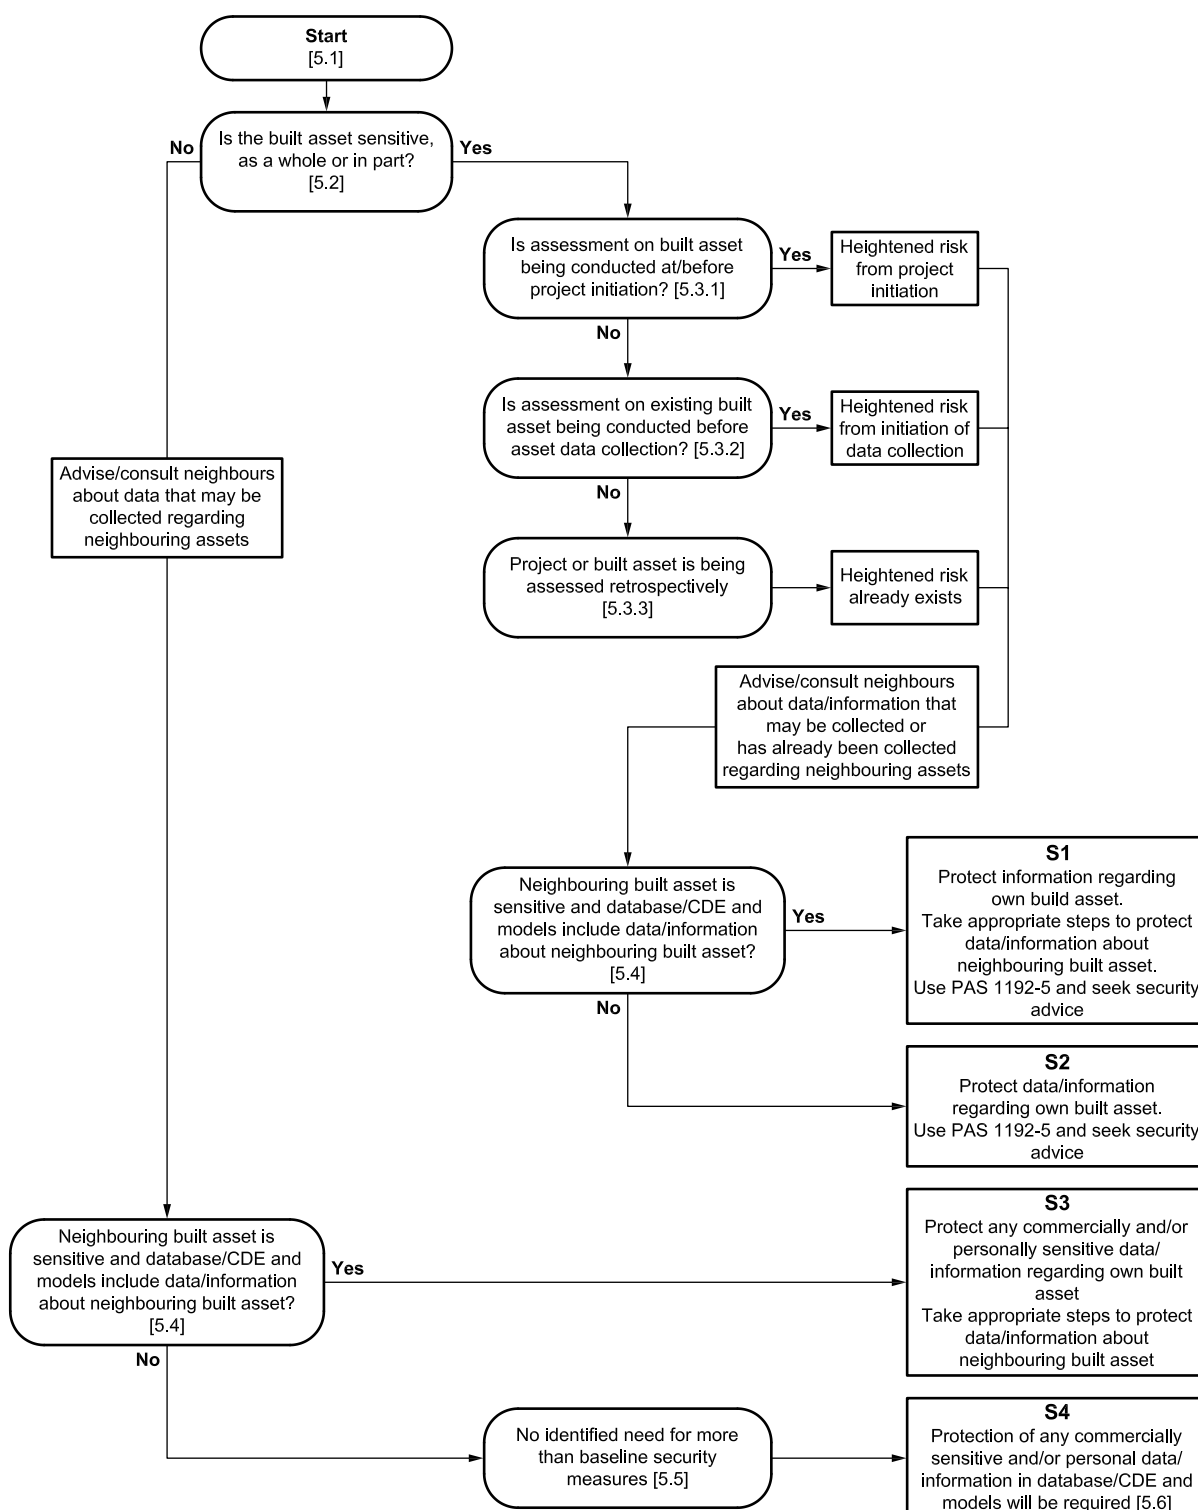 Start
[5.1]
Is the built asset sensitive,
as a whole or in part?
[5.2]
No
Yes
Is assessment on built asset
being conducted at/before
project initiation? [5.3.1]
Yes
Heightened risk
from project
initiation
No
Is assessment on existing built
asset being conducted before
asset data collection? [5.3.2]
Yes
Heightened risk
from initiation of
data collection
No
Advise/consult neighbours
about data that may be
collected regarding
neighbouring assets
Project or built asset is being
assessed retrospectively
[5.3.3]
Heightened risk
already exists
Advise/consult neighbours
about data/information that
may be collected or
has already been collected
regarding neighbouring assets
Neighbouring built asset is
sensitive and database/CDE and
models include data/information
about neighbouring built asset?
[5.4]
Yes
No
S1
Protect information regarding
own build asset.
Take appropriate steps to protect
data/information about
neighbouring built asset.
Use PAS 1192-5 and seek security
advice
S2
Protect data/information
regarding own built asset.
Use PAS 1192-5 and seek security
advice
Neighbouring built asset is
sensitive and database/CDE and
models include data/information
about neighbouring built asset?
[5.4]
Yes
No
S3
Protect any commercially and/or
personally sensitive data/
information regarding own built
asset
Take appropriate steps to protect
data/information about
neighbouring built asset
No identified need for more
than baseline security
measures [5.5]
S4
Protection of any commercially
sensitive and/or personal data/
information in database/CDE and
models will be required [5.6]